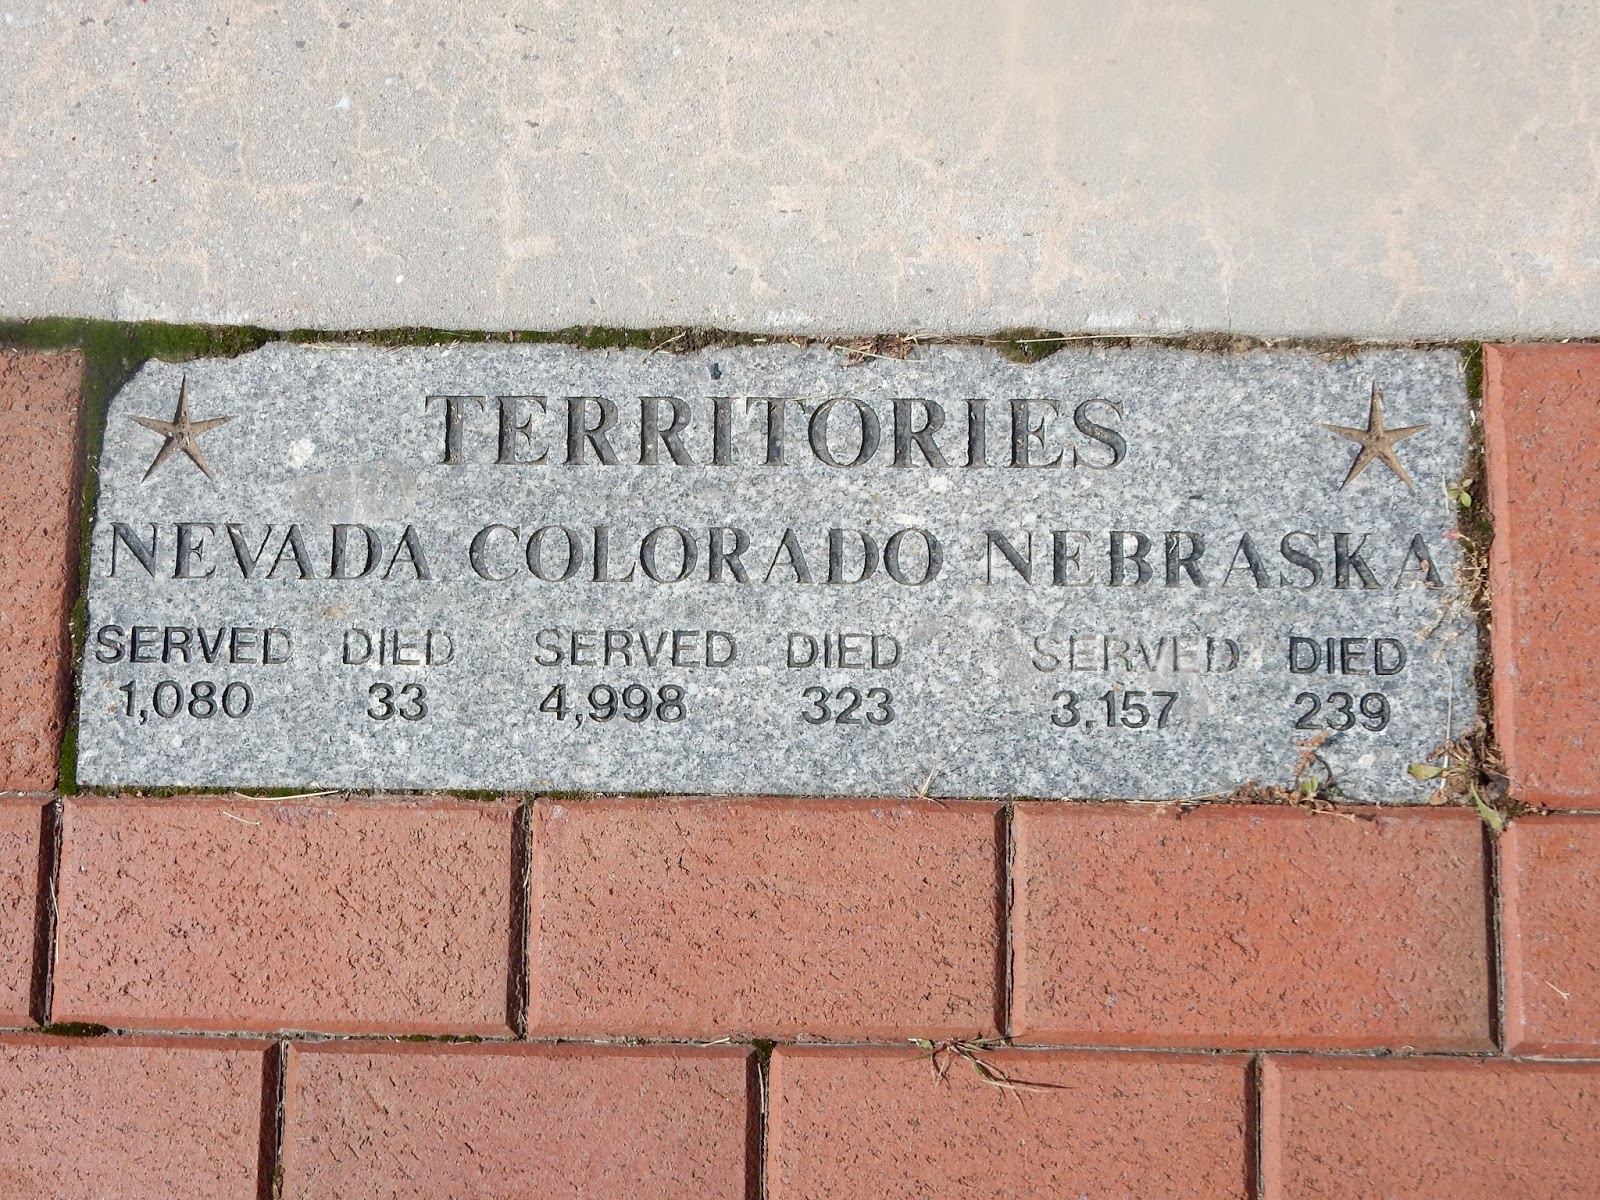 TERRITORIES
NEVADA COLORADO NEBRASKA
SERVED DIED SERVED DIED SERVED DIED
1,080 33 4,998 323 3,157 239